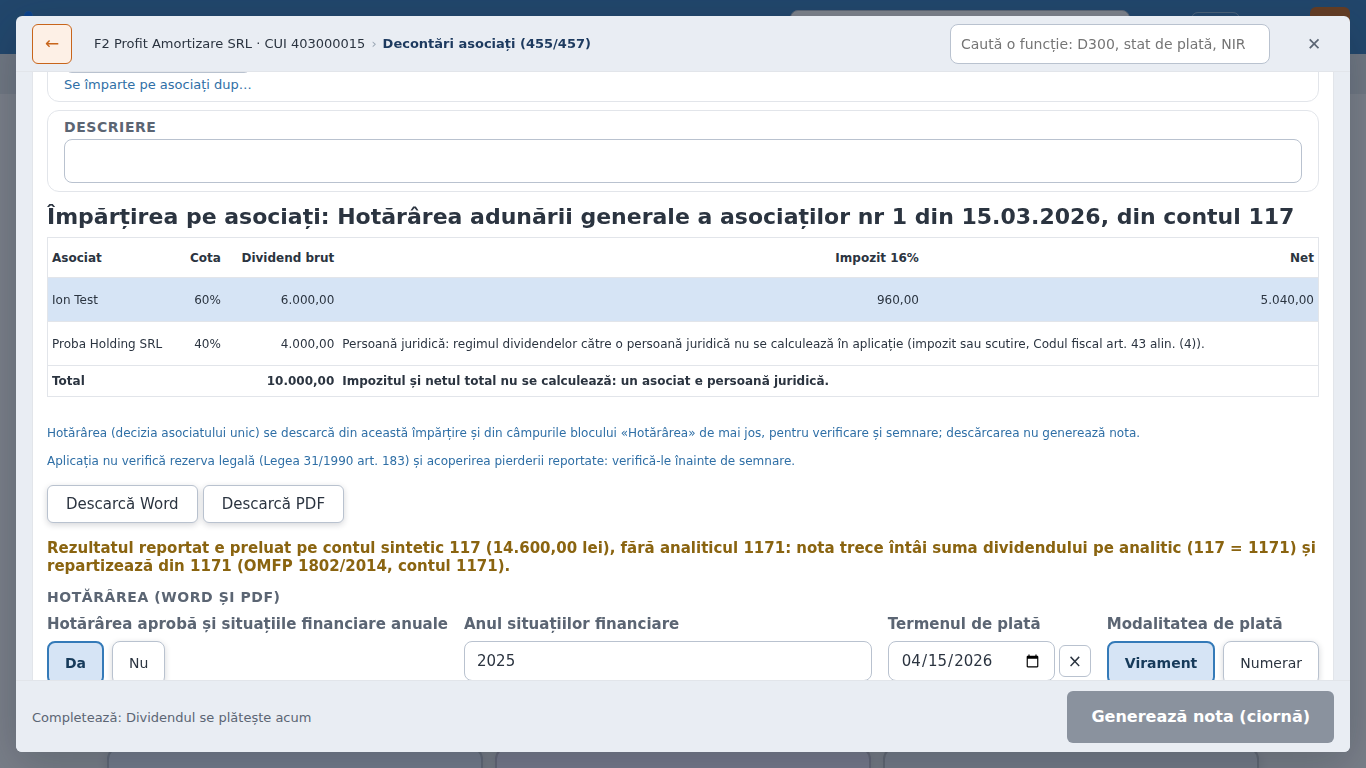 ←
F2 Profit Amortizare SRL · CUI 403000015 › Decontări asociați (455/457)
Caută o funcție: D300, stat de plată, NIR
✕
Se împarte pe asociați dup...
DESCRIERE
Împărțirea pe asociați: Hotărârea adunării generale a asociaților nr 1 din 15.03.2026, din contul 117
Asociat Cota Dividend brut Impozit 16% Net
Ion Test 60% 6.000,00 960,00 5.040,00
Proba Holding SRL 40% 4.000,00 Persoană juridică: regimul dividendelor către o persoană juridică nu se calculează în aplicație (impozit sau scutire, Codul fiscal art. 43 alin. (4)).
Total 10.000,00 Impozitul și netul total nu se calculează: un asociat e persoană juridică.
Hotărârea (decizia asociatului unic) se descarcă din această împărțire și din câmpurile blocului «Hotărârea» de mai jos, pentru verificare și semnare; descărcarea nu generează nota.
Aplicația nu verifică rezerva legală (Legea 31/1990 art. 183) și acoperirea pierderii reportate: verifică-le înainte de semnare.
Descarcă Word Descarcă PDF
Rezultatul reportat e preluat pe contul sintetic 117 (14.600,00 lei), fără analiticul 1171: nota trece întâi suma dividendului pe analitic (117 = 1171) și
repartizează din 1171 (OMFP 1802/2014, contul 1171).
HOTĂRÂREA (WORD ȘI PDF)
Hotărârea aprobă și situațiile financiare anuale Anul situațiilor financiare Termenul de plată Modalitatea de plată
Da Nu 2025 04/15/2026 × Virament Numerar
Completează: Dividendul se plătește acum
Generează nota (ciornă)